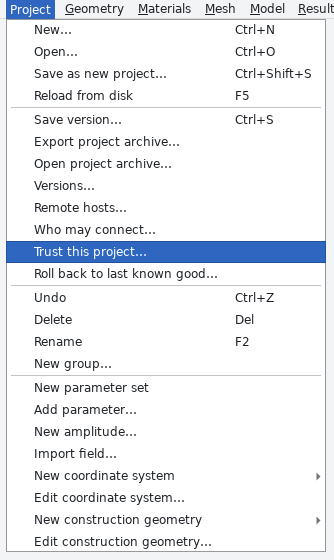 Project Geometry Materials Mesh Model Result
New... Ctrl+N
Open... Ctrl+O
Save as new project... Ctrl+Shift+S
Reload from disk F5
Save version... Ctrl+S
Export project archive...
Open project archive...
Versions...
Remote hosts...
Who may connect...
Trust this project...
Roll back to last known good...
Undo Ctrl+Z
Delete Del
Rename F2
New group...
New parameter set
Add parameter...
New amplitude...
Import field...
New coordinate system
Edit coordinate system...
New construction geometry
Edit construction geometry...